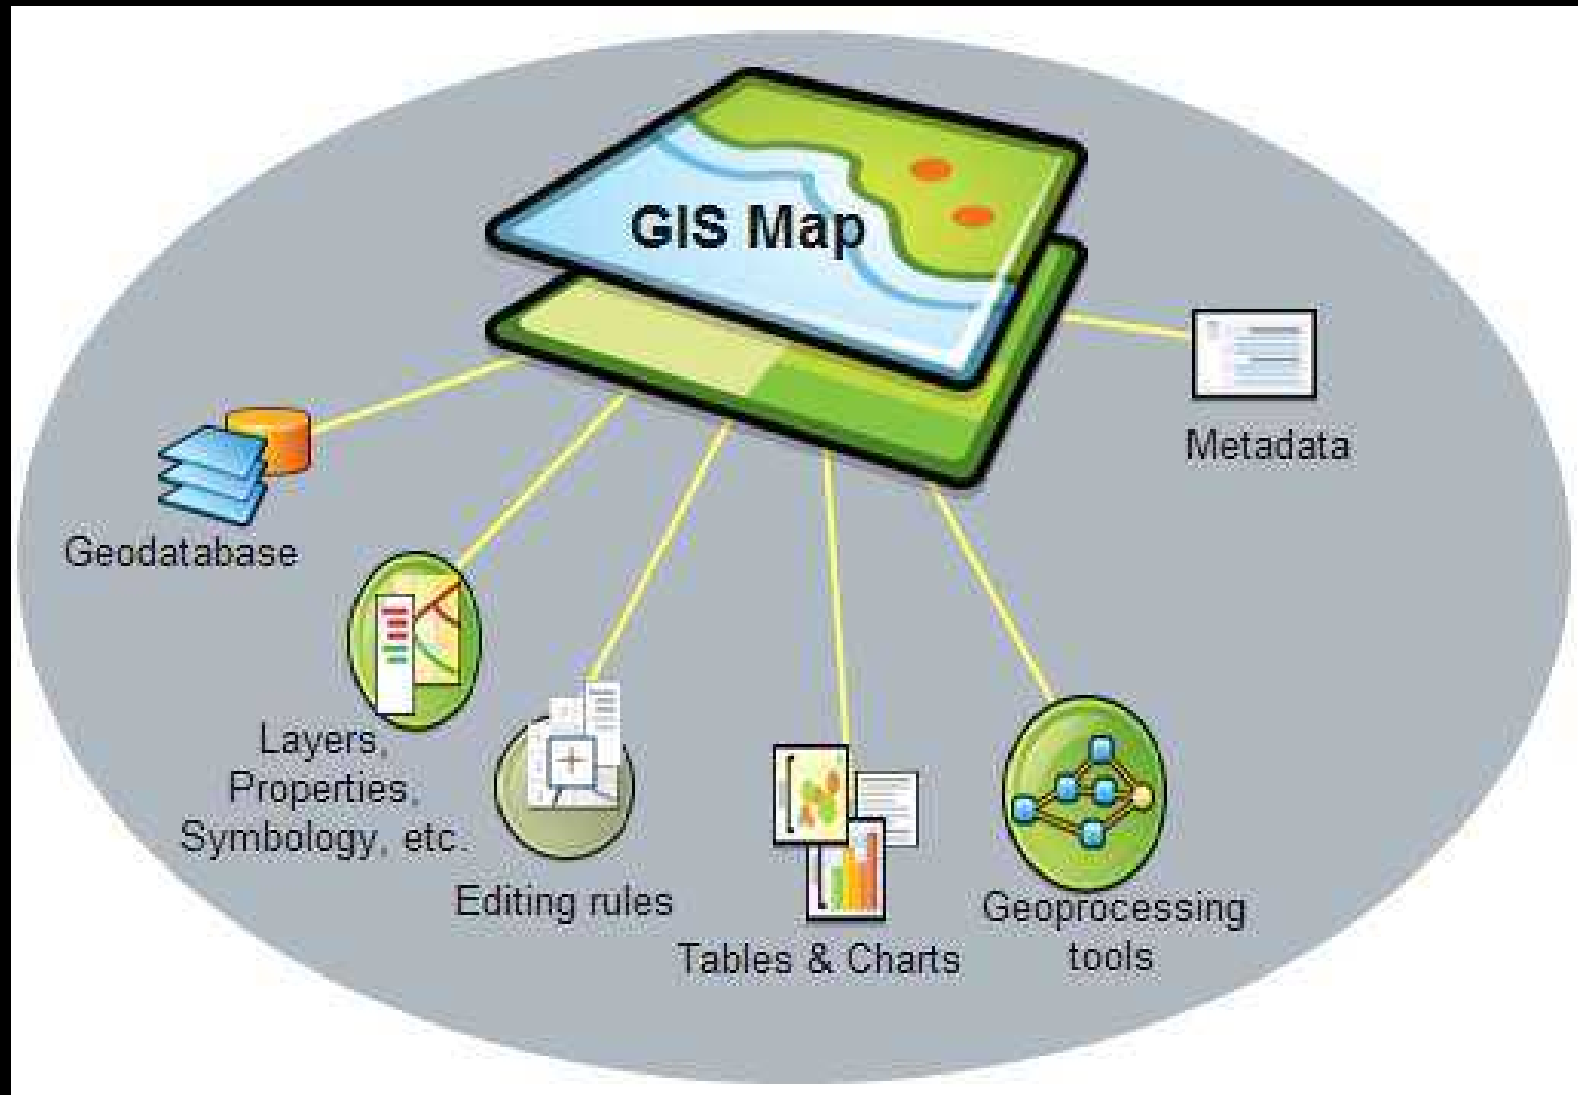 GIS Map
Metadata
Geodatabase
Layers,
Properties,
Symbology, etc.
Editing rules
Tables & Charts
Geoprocessing
tools